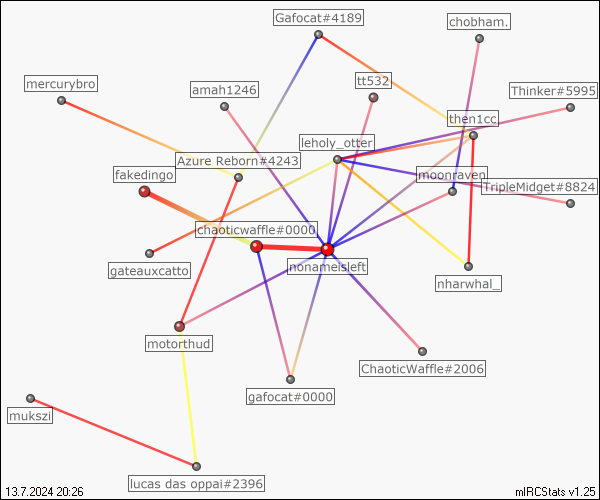 Gafocat#4189
chobham.
mercurybro
amah1246
tt532
Thinker#5995
then1cc
leholy_otter
Azure Reborn#4243
fakedingo
moonraven
TripleMidget#8824
chaoticwaffle#0000
gateauxcatto
nonameisleft
nharwhal_
motorthud
ChaoticWaffle#2006
gafocat#0000
mukszi
lucas das oppai#2396
13.7.2024 20:26
mIRCStats v1.25